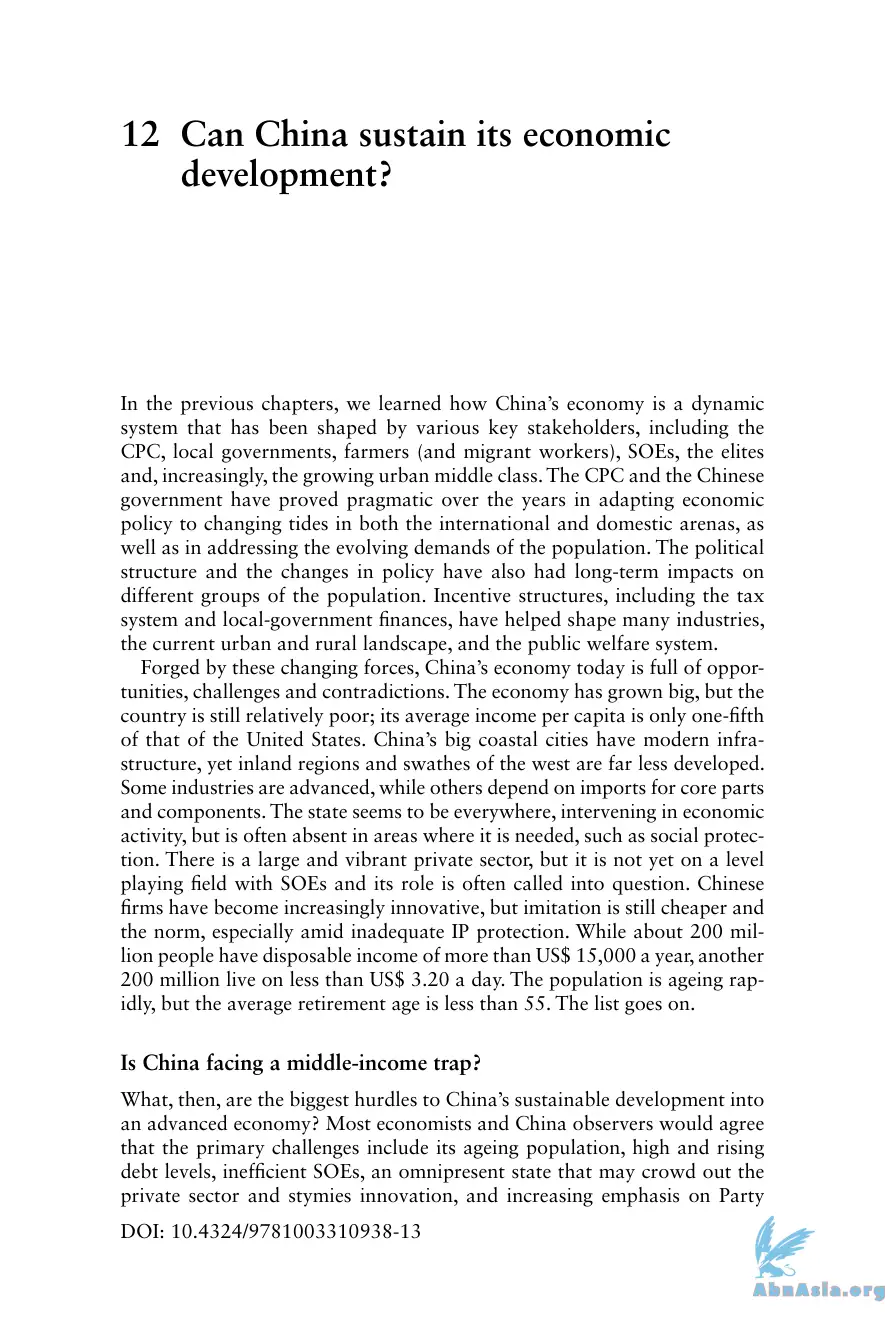 12 Can China sustain its economic
development?
In the previous chapters, we learned how China’s economy is a dynamic
system that has been shaped by various key stakeholders, including the
CPC, local governments, farmers (and migrant workers), SOEs, the elites
and, increasingly, the growing urban middle class. The CPC and the Chinese
government have proved pragmatic over the years in adapting economic
policy to changing tides in both the international and domestic arenas, as
well as in addressing the evolving demands of the population. The political
structure and the changes in policy have also had long-term impacts on
different groups of the population. Incentive structures, including the tax
system and local-government finances, have helped shape many industries,
the current urban and rural landscape, and the public welfare system.
Forged by these changing forces, China’s economy today is full of oppor-
tunities, challenges and contradictions. The economy has grown big, but the
country is still relatively poor; its average income per capita is only one-fifth
of that of the United States. China’s big coastal cities have modern infra-
structure, yet inland regions and swathes of the west are far less developed.
Some industries are advanced, while others depend on imports for core parts
and components. The state seems to be everywhere, intervening in economic
activity, but is often absent in areas where it is needed, such as social protec-
tion. There is a large and vibrant private sector, but it is not yet on a level
playing field with SOEs and its role is often called into question. Chinese
firms have become increasingly innovative, but imitation is still cheaper and
the norm, especially amid inadequate IP protection. While about 200 mil-
lion people have disposable income of more than US$ 15,000 a year, another
200 million live on less than US$ 3.20 a day. The population is ageing rap-
idly, but the average retirement age is less than 55. The list goes on.
Is China facing a middle-income trap?
What, then, are the biggest hurdles to China’s sustainable development into
an advanced economy? Most economists and China observers would agree
that the primary challenges include its ageing population, high and rising
debt levels, inefficient SOEs, an omnipresent state that may crowd out the
private sector and stymies innovation, and increasing emphasis on Party
DOI: 10.4324/9781003310938-13
AbnAsia.org